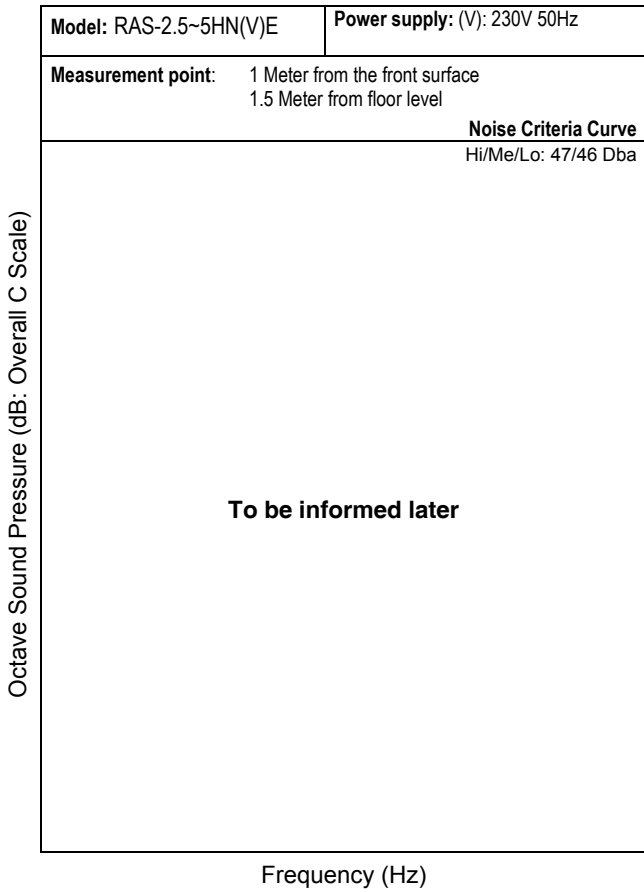 Model: RAS-2.5~5HN(V)E
Power supply: (V): 230V 50Hz
Measurement point: 1 Meter from the front surface
1.5 Meter from floor level
Noise Criteria Curve
Hi/Me/Lo: 47/46 Dba
Octave Sound Pressure (dB: Overall C Scale)
To be informed later
Frequency (Hz)